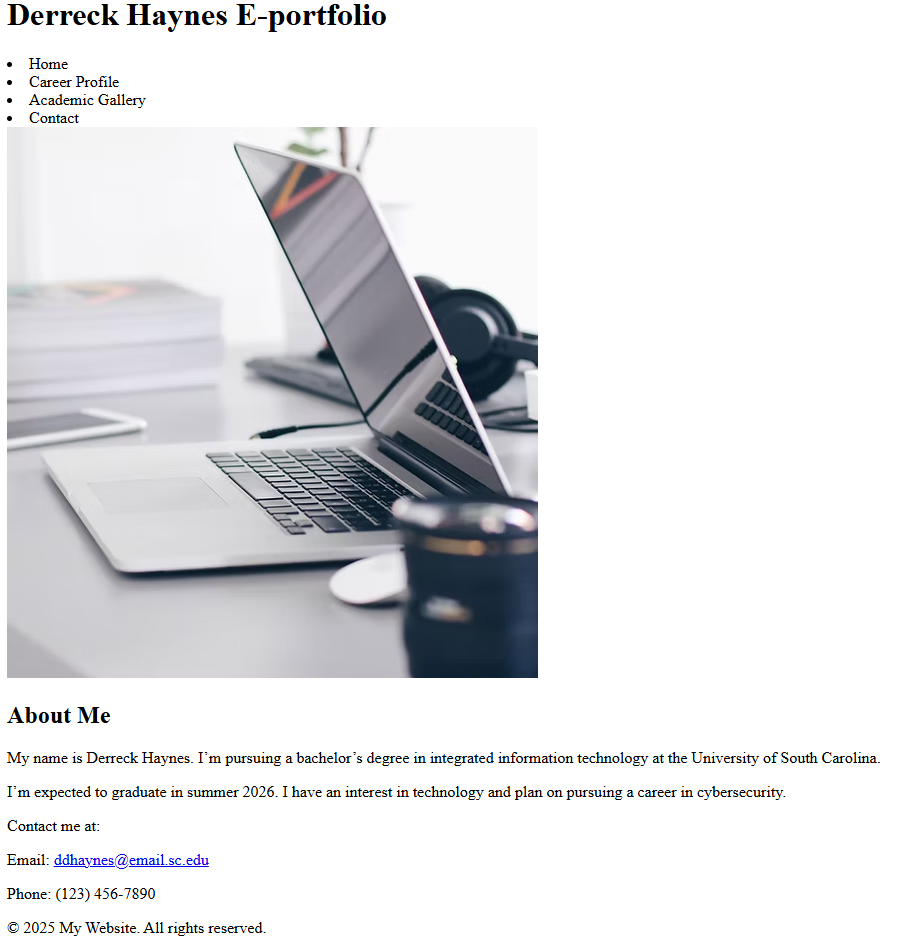 Derreck Haynes E-portfolio
Home
Career Profile
Academic Gallery
Contact
About Me
My name is Derreck Haynes. I’m pursuing a bachelor’s degree in integrated information technology at the University of South Carolina.
I’m expected to graduate in summer 2026. I have an interest in technology and plan on pursuing a career in cybersecurity.
Contact me at:
Email: ddhaynes@email.sc.edu
Phone: (123) 456-7890
© 2025 My Website. All rights reserved.